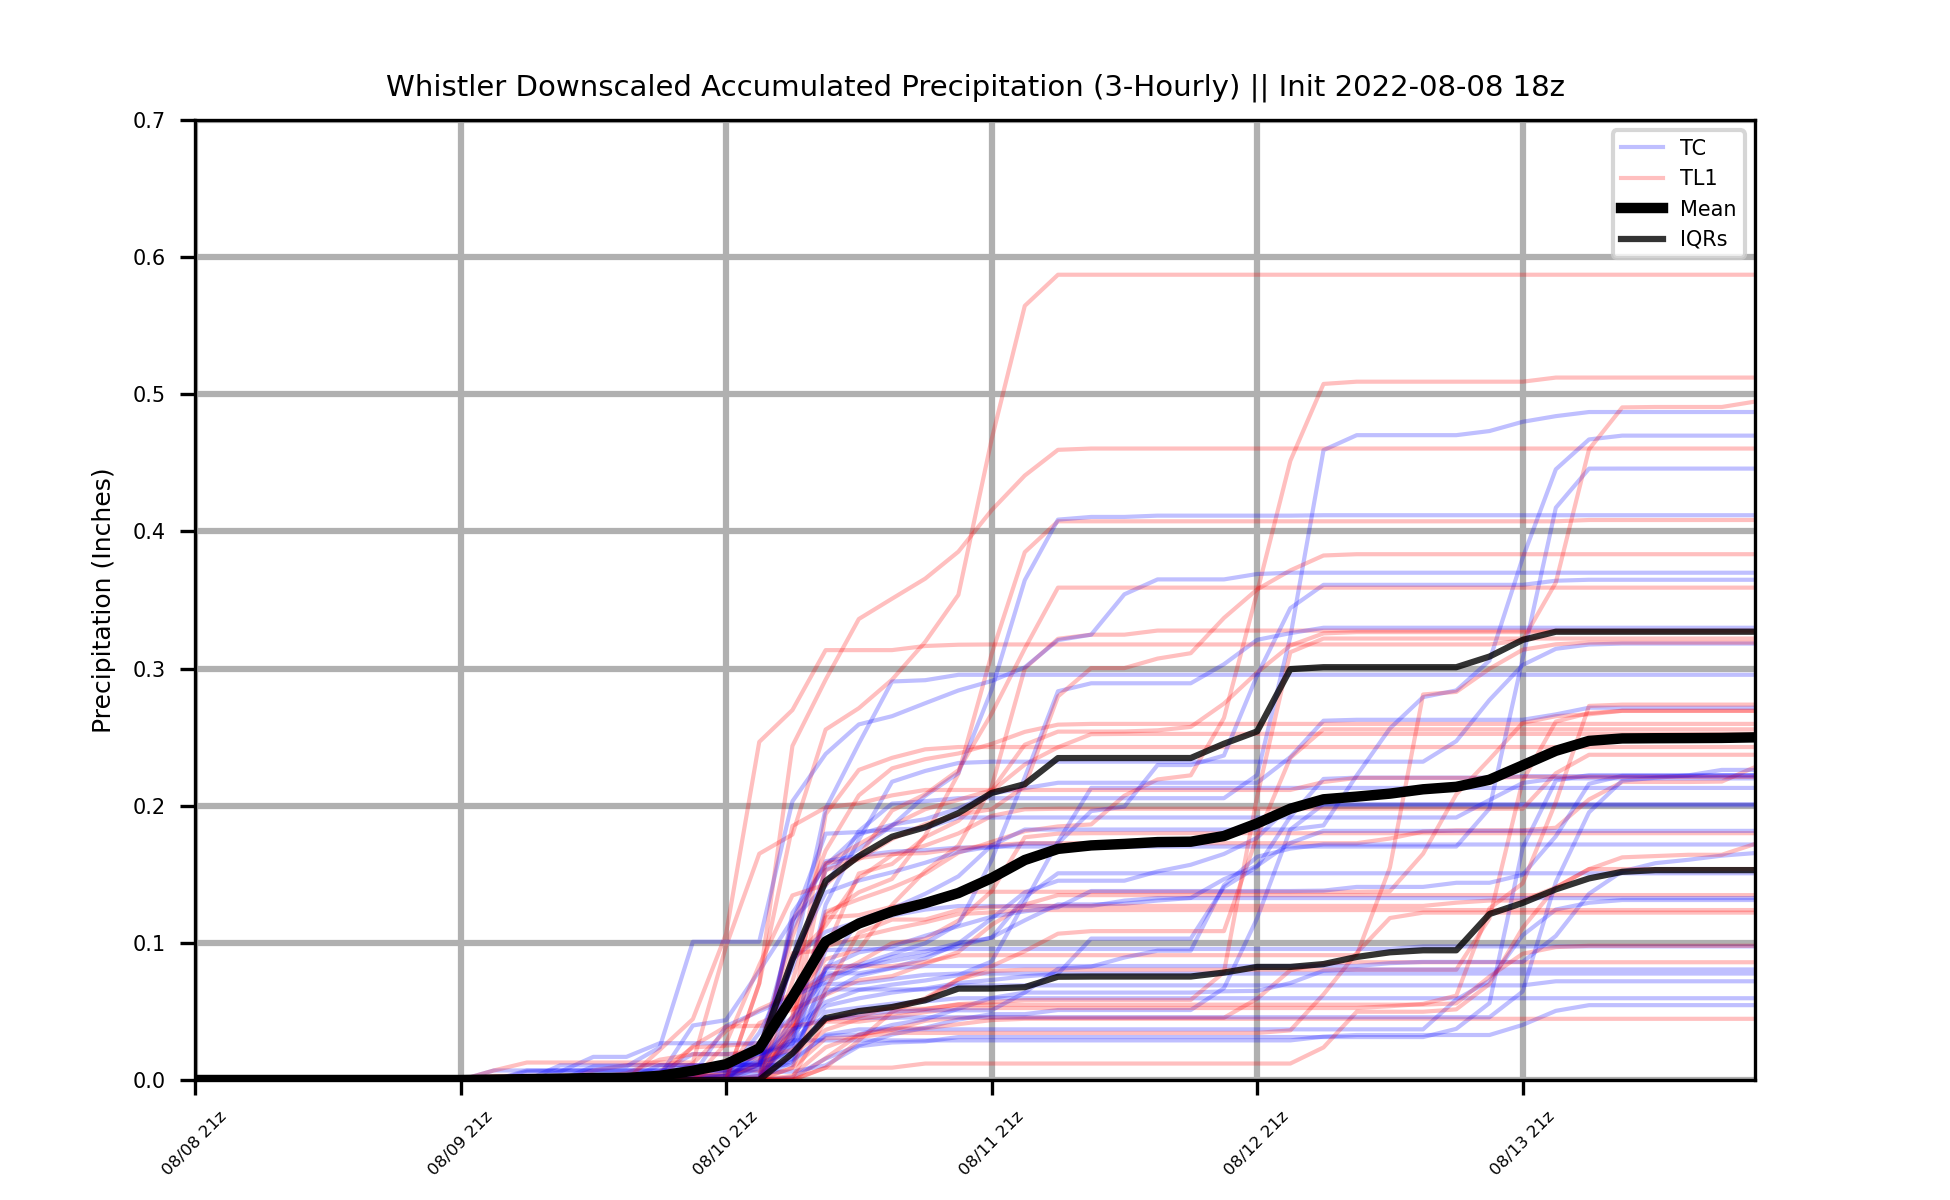 Whistler Downscaled Accumulated Precipitation (3-Hourly) || Init 2022-08-08 18z
TC
TL1
Mean
IQRs
Precipitation (Inches)
0.7
0.6
0.5
0.4
0.3
0.2
0.1
0.0
08/08 21z
08/09 21z
08/10 21z
08/11 21z
08/12 21z
08/13 21z